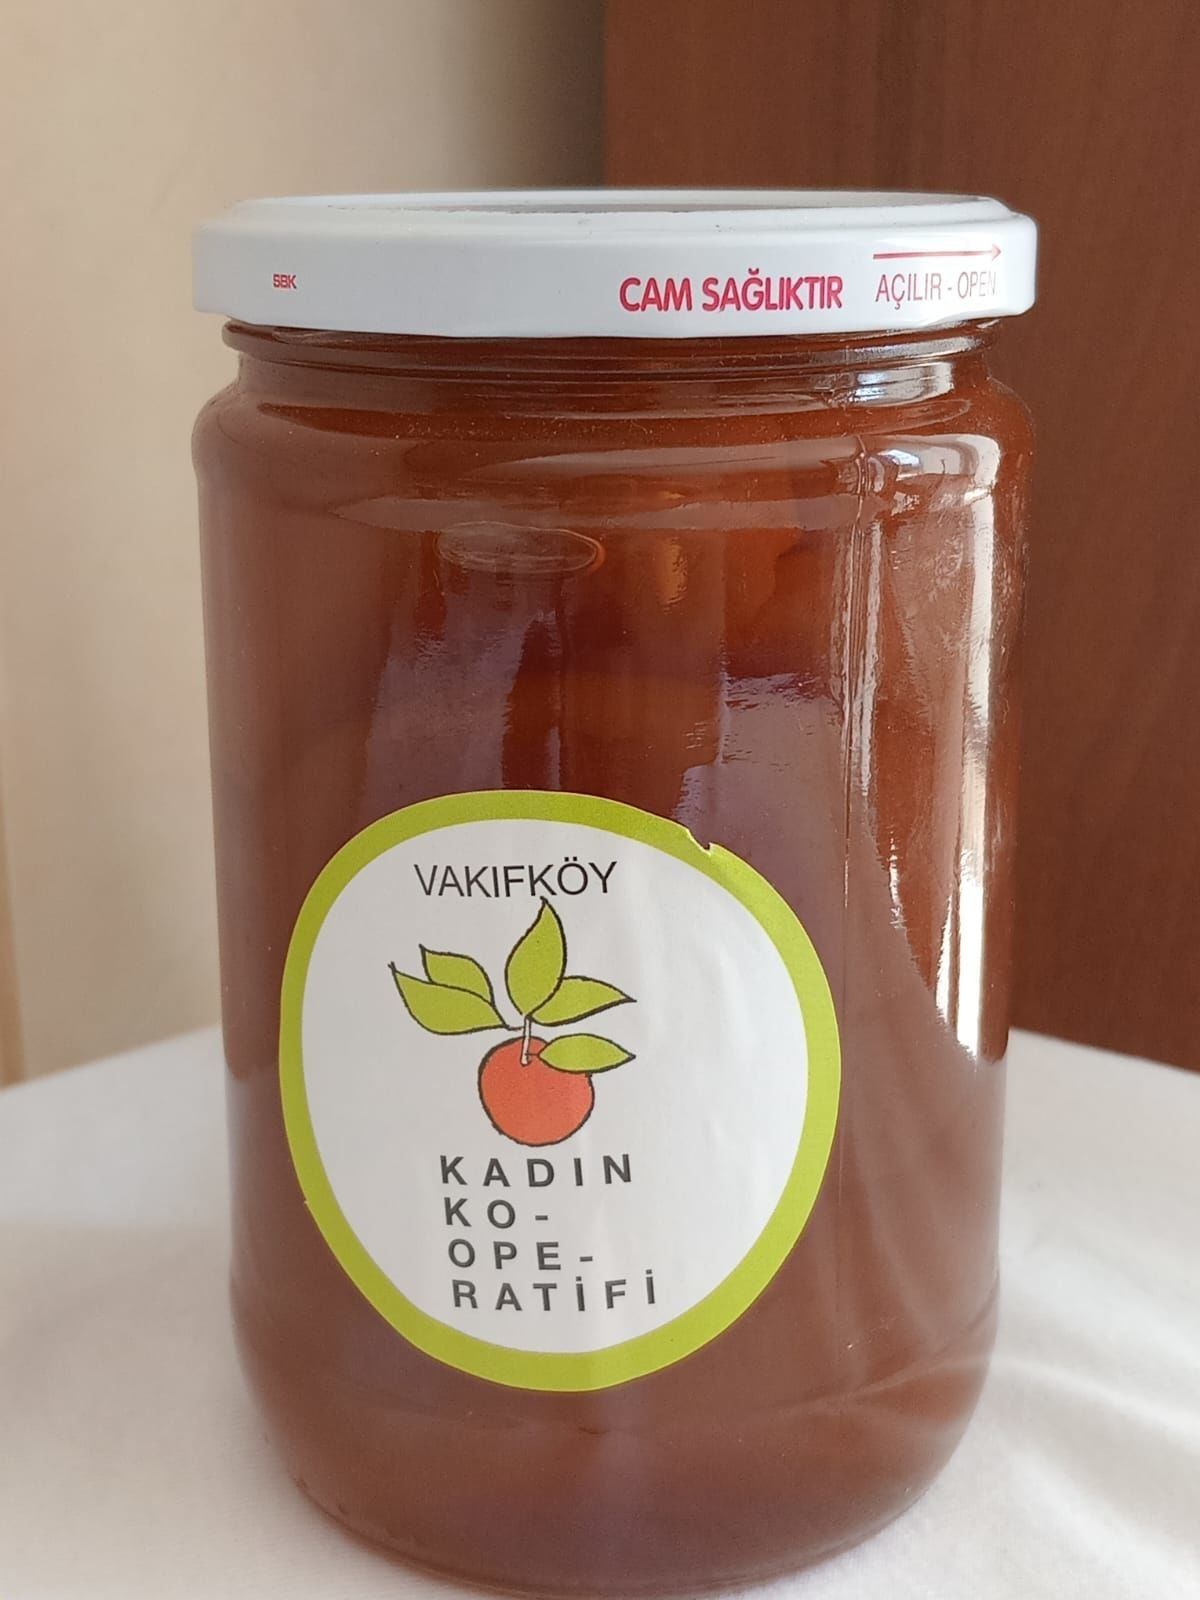 SBK
CAM SAĞLIKTIR
AÇILIR - OPEN
VAKIFKÖY
KADIN
KO-
OPE-
RATİFİ